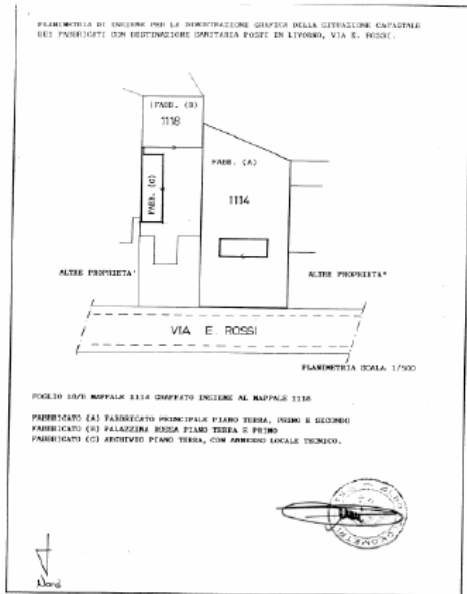 PLANIMETRIA DI INSIEME PER LA DIMOSTRAZIONE GRAFICA DELLA SITUAZIONE CATASTALE
DEI FABBRICATI CON DESTINAZIONE SANITARIA POSTI IN LIVORNO, VIA E. ROSSI.
(FABB. (B)
1118
FABB. (A)
FABB. (C)
1114
ALTRE PROPRIETA'
ALTRE PROPRIETA'
VIA E. ROSSI
PLANIMETRIA SCALA 1/500
FOGLIO 18/B MAPPALE 1114 GRAFFATO INSIEME AL MAPPALE 1118
FABBRICATO (A) FABBRICATO PRINCIPALE PIANO TERRA, PRIMO E SECONDO
FABBRICATO (B) PALAZZINA ROSSA PIANO TERRA E PRIMO
FABBRICATO (C) ARCHIVIO PIANO TERRA, CON ANNESSO LOCALE TECNICO.
Nord